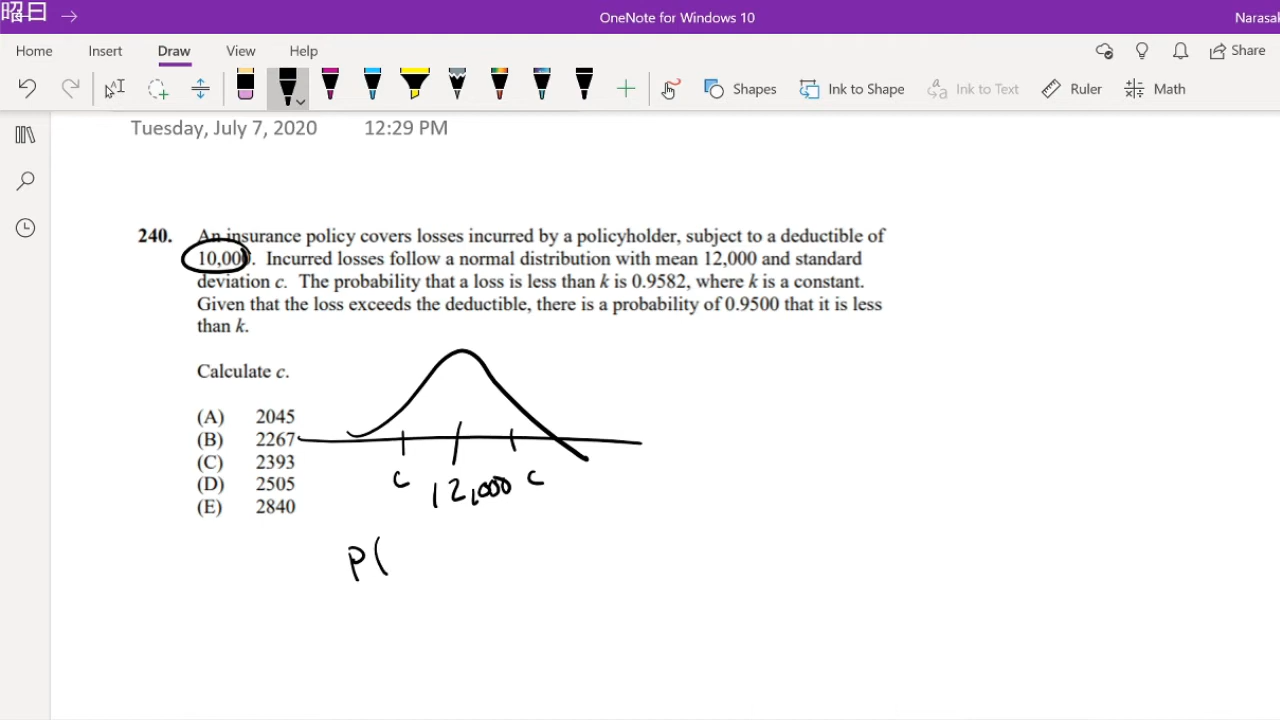 昭日
OneNote for Windows 10
Narasak
Home Insert Draw View Help
Share
Shapes Ink to Shape Ink to Text Ruler Math
Tuesday, July 7, 2020 12:29 PM
240. An insurance policy covers losses incurred by a policyholder, subject to a deductible of
10,000. Incurred losses follow a normal distribution with mean 12,000 and standard
deviation c. The probability that a loss is less than k is 0.9582, where k is a constant.
Given that the loss exceeds the deductible, there is a probability of 0.9500 that it is less
than k.
Calculate c.
(A) 2045
(B) 2267
(C) 2393
(D) 2505
(E) 2840
c 12,000 c
P(